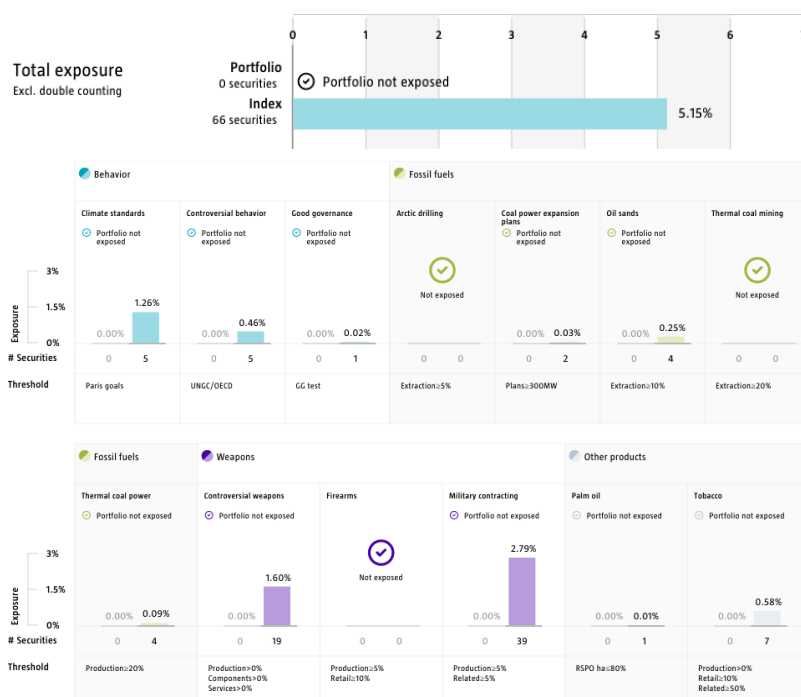 0 1 2 3 4 5 6
Total exposure
Excl. double counting
Portfolio
0 securities
Portfolio not exposed
Index
66 securities
5.15%
Behavior
Fossil fuels
Climate standards
Controversial behavior
Good governance
Arctic drilling
Coal power expansion
plans
Oil sands
Thermal coal mining
Portfolio not
exposed
Portfolio not
exposed
Portfolio not
exposed
Portfolio not
exposed
Portfolio not
exposed
Not exposed
Not exposed
Exposure
3%
1.5%
0%
0.00% 1.26%
0.00% 0.46%
0.00% 0.02%
0.00% 0.03%
0.00% 0.25%
# Securities
0 5
0 5
0 1
0 0
0 2
0 4
0 0
Threshold
Paris goals
UNGC/OECD
GG test
Extraction≥5%
Plans≥300MW
Extraction≥10%
Extraction≥20%
Fossil fuels
Weapons
Other products
Thermal coal power
Controversial weapons
Firearms
Military contracting
Palm oil
Tobacco
Portfolio not exposed
Portfolio not exposed
Portfolio not exposed
Portfolio not exposed
Portfolio not exposed
Not exposed
Exposure
3%
1.5%
0%
0.00% 0.09%
0.00% 1.60%
0.00% 2.79%
0.00% 0.01%
0.00% 0.58%
# Securities
0 4
0 19
0 0
0 39
0 1
0 7
Threshold
Production≥20%
Production>0%
Components>0%
Services>0%
Production≥5%
Retail≥10%
Production≥5%
Related≥5%
RSPO ha≤80%
Production>0%
Retail≥10%
Related≥50%